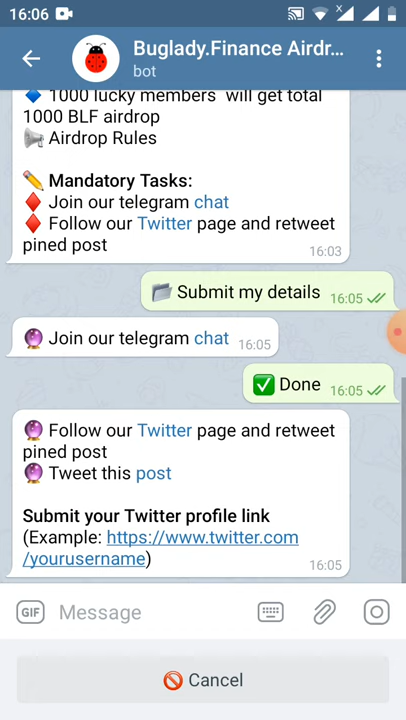 16:06
Buglady.Finance Airdr...
bot
1000 lucky members will get total
1000 BLF airdrop
Airdrop Rules
Mandatory Tasks:
Join our telegram chat
Follow our Twitter page and retweet
pined post
16:03
Submit my details
16:05
Join our telegram chat
16:05
Done
16:05
Follow our Twitter page and retweet
pined post
Tweet this post
Submit your Twitter profile link
(Example: https://www.twitter.com
/yourusername)
16:05
GIF
Message
Cancel